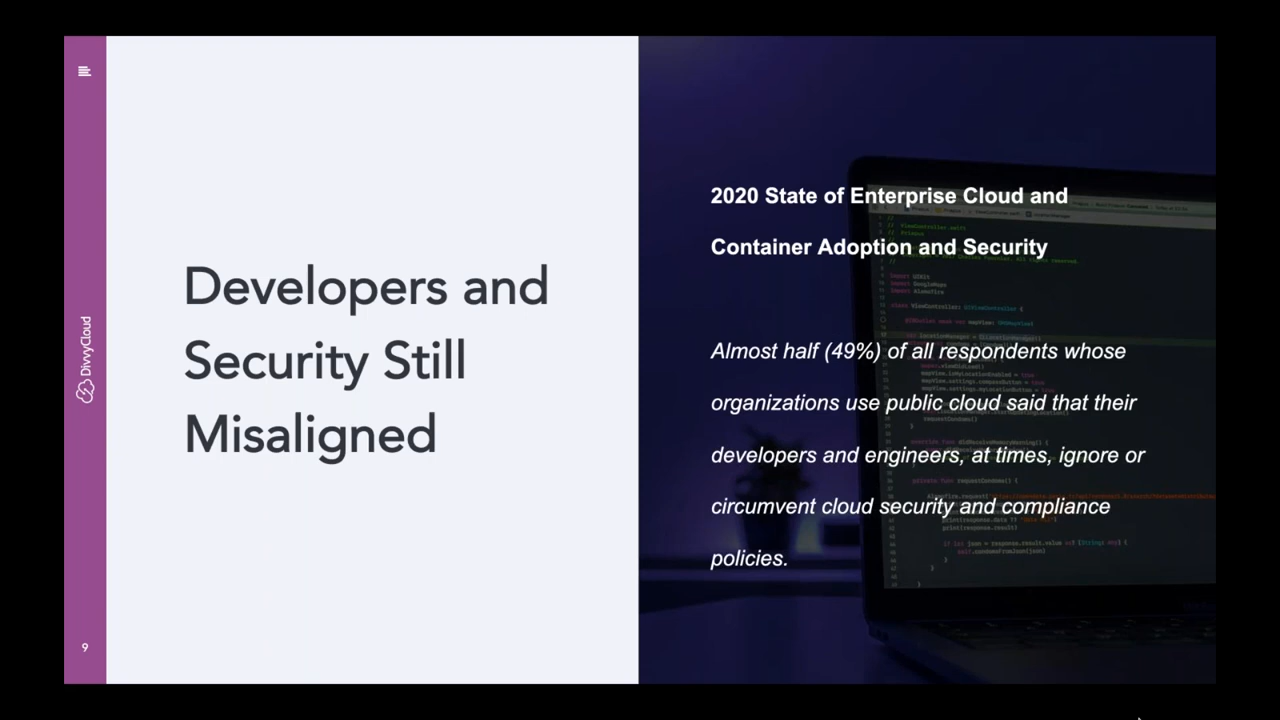 Developers and
Security Still
Misaligned
2020 State of Enterprise Cloud and
Container Adoption and Security
Almost half (49%) of all respondents whose
organizations use public cloud said that their
developers and engineers, at times, ignore or
circumvent cloud security and compliance
policies.
DivvyCloud
9